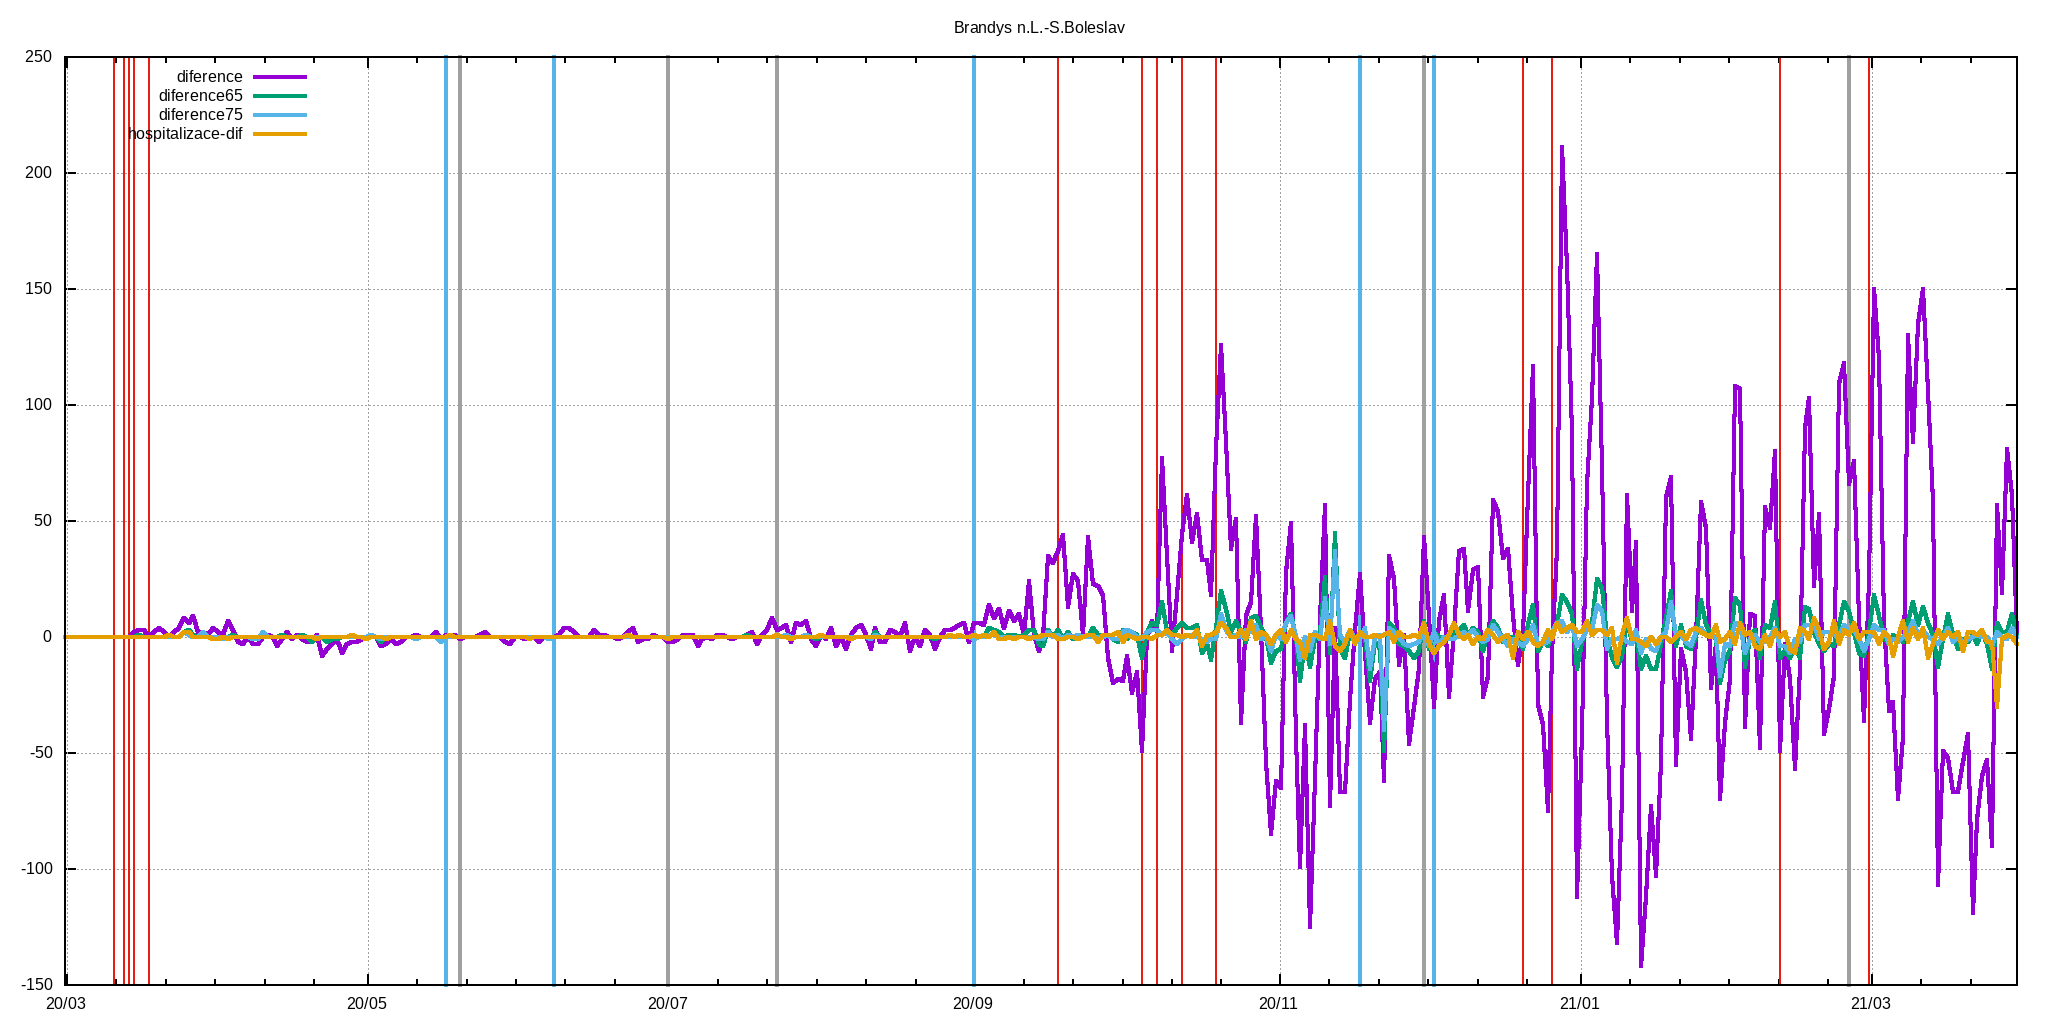 Brandys n.L.-S.Boleslav
250
200
150
100
50
0
-50
-100
-150
diference
diference65
diference75
hospitalizace-dif
20/03 20/05 20/07 20/09 20/11 21/01 21/03